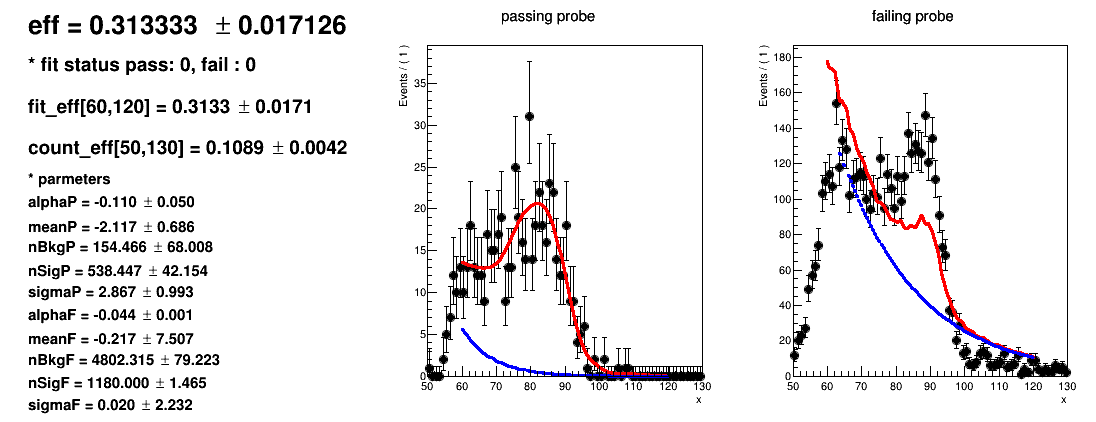 eff = 0.313333 ± 0.017126
* fit status pass: 0, fail : 0
fit_eff[60,120] = 0.3133 ± 0.0171
count_eff[50,130] = 0.1089 ± 0.0042
* parmeters
alphaP = -0.110 ± 0.050
meanP = -2.117 ± 0.686
nBkgP = 154.466 ± 68.008
nSigP = 538.447 ± 42.154
sigmaP = 2.867 ± 0.993
alphaF = -0.044 ± 0.001
meanF = -0.217 ± 7.507
nBkgF = 4802.315 ± 79.223
nSigF = 1180.000 ± 1.465
sigmaF = 0.020 ± 2.232
passing probe
Events / ( 1 )
35
30
25
20
15
10
5
0
50 60 70 80 90 100 110 120 130
x
failing probe
Events / ( 1 )
180
160
140
120
100
80
60
40
20
0
50 60 70 80 90 100 110 120 130
x